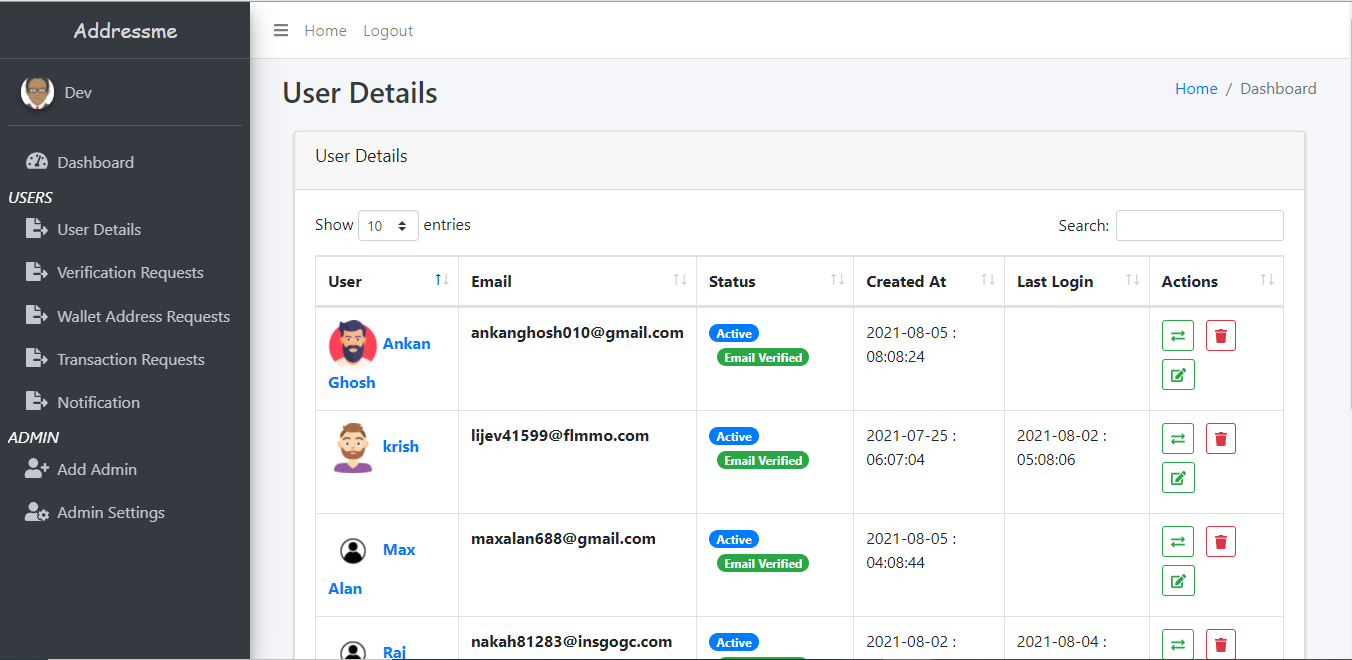 Addressme
Home Logout
Dev
User Details
Home / Dashboard
Dashboard
USERS
User Details
Verification Requests
Wallet Address Requests
Transaction Requests
Notification
ADMIN
Add Admin
Admin Settings
User Details
Show 10 entries
Search:
User Email Status Created At Last Login Actions
Ankan
Ghosh
ankanghosh010@gmail.com
Active
Email Verified
2021-08-05 :
08:08:24
krish
lijev41599@flmmo.com
Active
Email Verified
2021-07-25 :
06:07:04
2021-08-02 :
05:08:06
Max
Alan
maxalan688@gmail.com
Active
Email Verified
2021-08-05 :
04:08:44
Raj
nakah81283@insgogc.com
Active
2021-08-02 :
2021-08-04 :